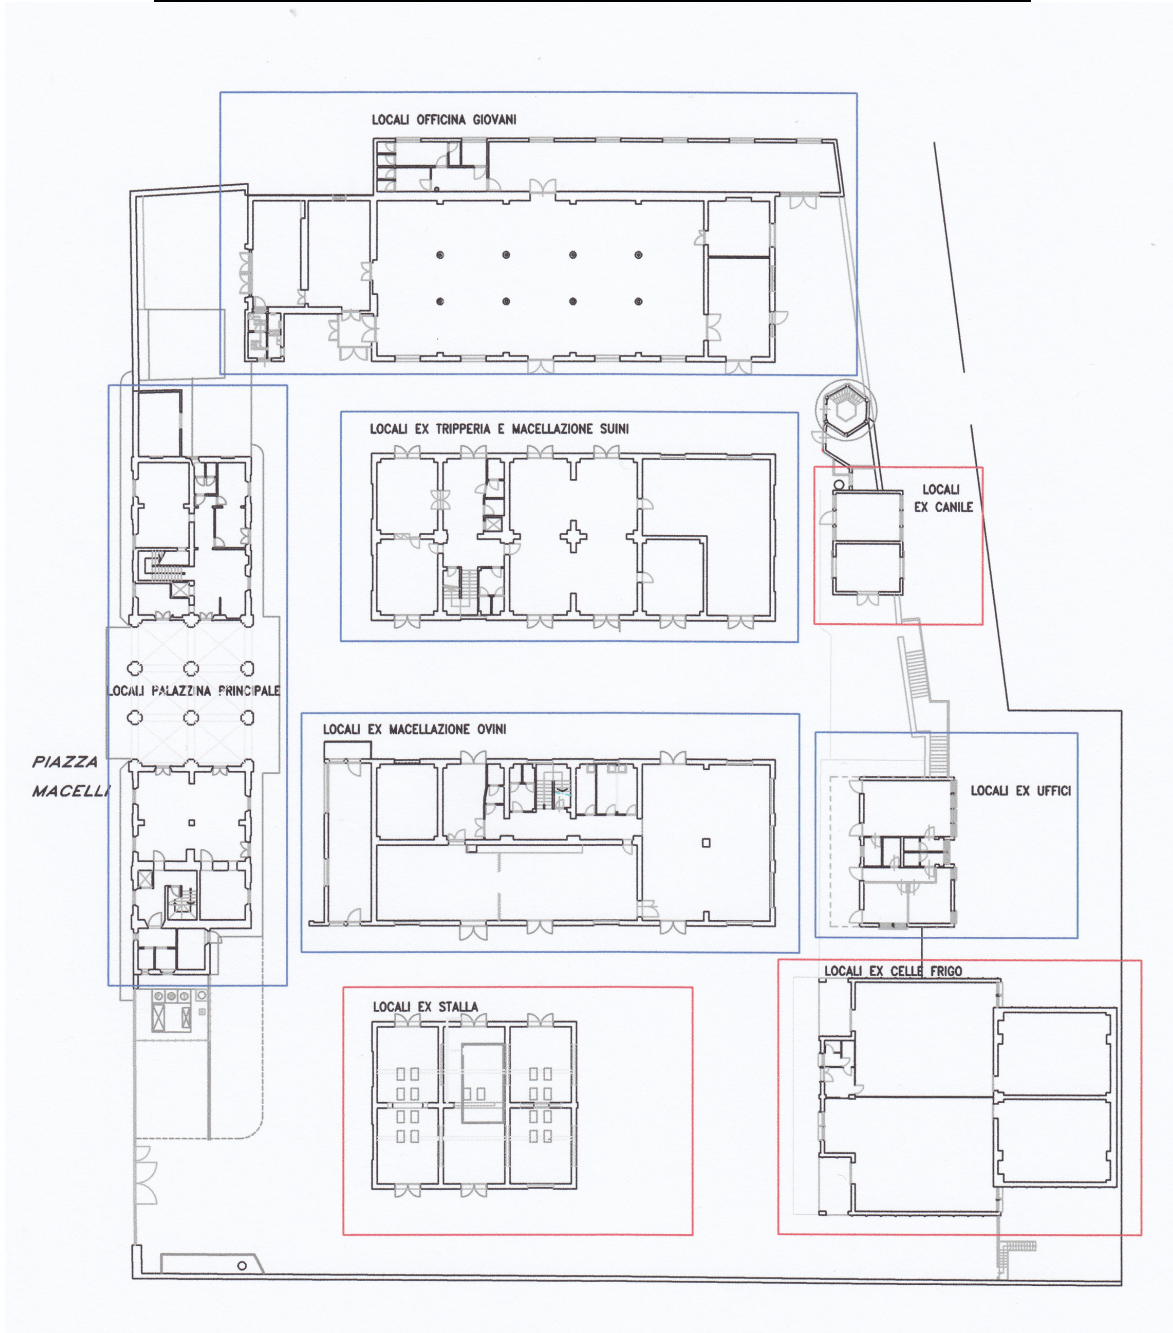 LOCALI OFFICINA GIOVANI
LOCALI EX TRIPPERIA E MACELLAZIONE SUINI
LOCALI
EX CANILE
LOCALI PALAZZINA PRINCIPALE
LOCALI EX MACELLAZIONE OVINI
PIAZZA
MACELLI
LOCALI EX UFFICI
LOCALI EX CELLE FRIGO
LOCALI EX STALLA